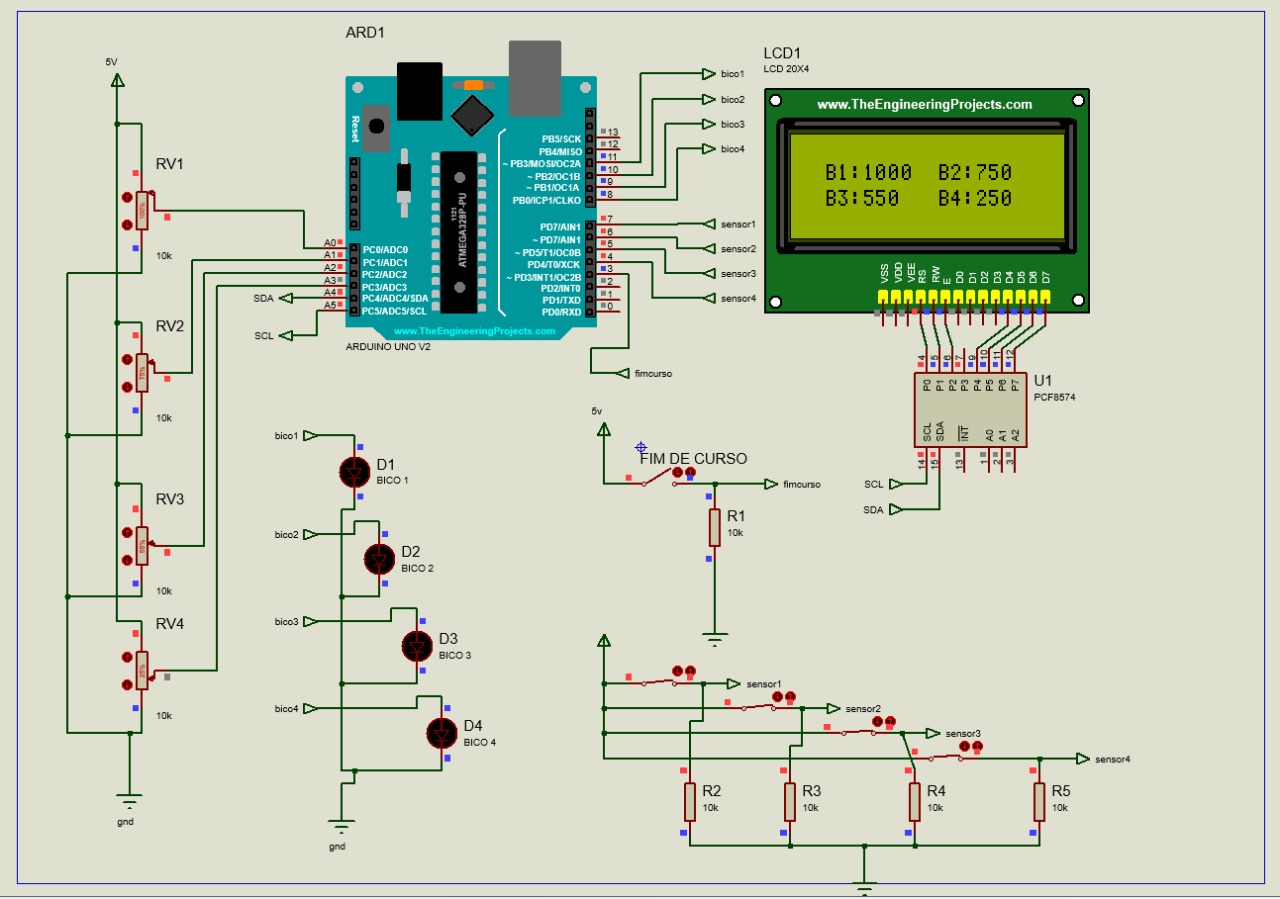 ARD1
5V
RV1
10k
RV2
10k
RV3
10k
RV4
10k
gnd
Reset
1121
ATMEGA328P-PU
PB5/SCK 13
PB4/MISO 12
~ PB3/MOSI/OC2A 11
~ PB2/OC1B 10
~ PB1/OC1A 9
PB0/ICP1/CLKO 8
PD7/AIN1 7
~ PD7/AIN1 6
~ PD5/T1/OC0B 5
PD4/T0/XCK 4
~ PD3/INT1/OC2B 3
PD2/INT0 2
PD1/TXD 1
PD0/RXD 0
A0 PC0/ADC0
A1 PC1/ADC1
A2 PC2/ADC2
A3 PC3/ADC3
A4 PC4/ADC4/SDA
A5 PC5/ADC5/SCL
SDA
SCL
www.TheEngineeringProjects.com
ARDUINO UNO V2
bico1
bico2
bico3
bico4
sensor1
sensor2
sensor3
sensor4
fimcurso
LCD1
LCD 20X4
www.TheEngineeringProjects.com
B1:1000 B2:750
B3:550 B4:250
VSS VDD VEE RS RW E D0 D1 D2 D3 D4 D5 D6 D7
4 5 6 7 9 10 11 12
P0 P1 P2 P3 P4 P5 P6 P7
U1
PCF8574
SCL SDA INT A0 A1 A2
14 15 13 1 2 3
SCL
SDA
bico1
D1
BICO 1
bico2
D2
BICO 2
bico3
D3
BICO 3
bico4
D4
BICO 4
gnd
5v
FIM DE CURSO
fimcurso
R1
10k
sensor1
sensor2
sensor3
sensor4
R2
10k
R3
10k
R4
10k
R5
10k